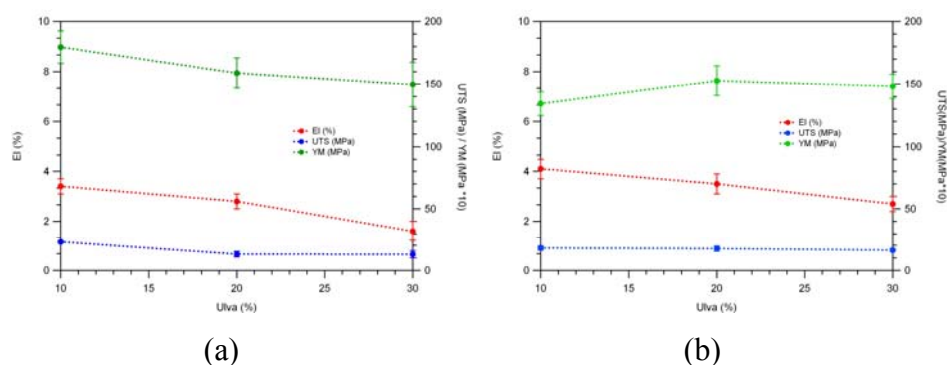 10
8
6
4
2
0
El (%)
10
15
20
25
30
Ulva (%)
200
150
100
50
0
UTS (MPa) / YM (MPa *10)
El (%)
UTS (MPa)
YM (MPa)
(a)
10
8
6
4
2
0
El (%)
10
15
20
25
30
Ulva (%)
200
150
100
50
0
UTS(MPa)/YM(MPa*10)
El (%)
UTS (MPa)
YM (MPa)
(b)